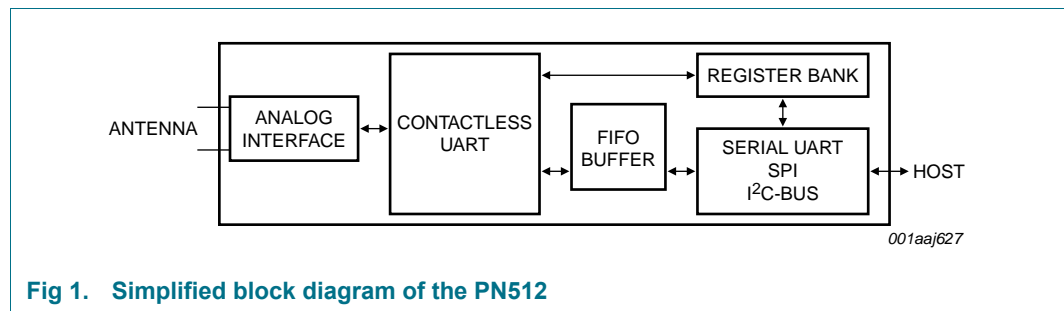 ANTENNA
ANALOG
INTERFACE
CONTACTLESS
UART
FIFO
BUFFER
REGISTER BANK
SERIAL UART
SPI
I²C-BUS
HOST
001aaj627
Fig 1. Simplified block diagram of the PN512